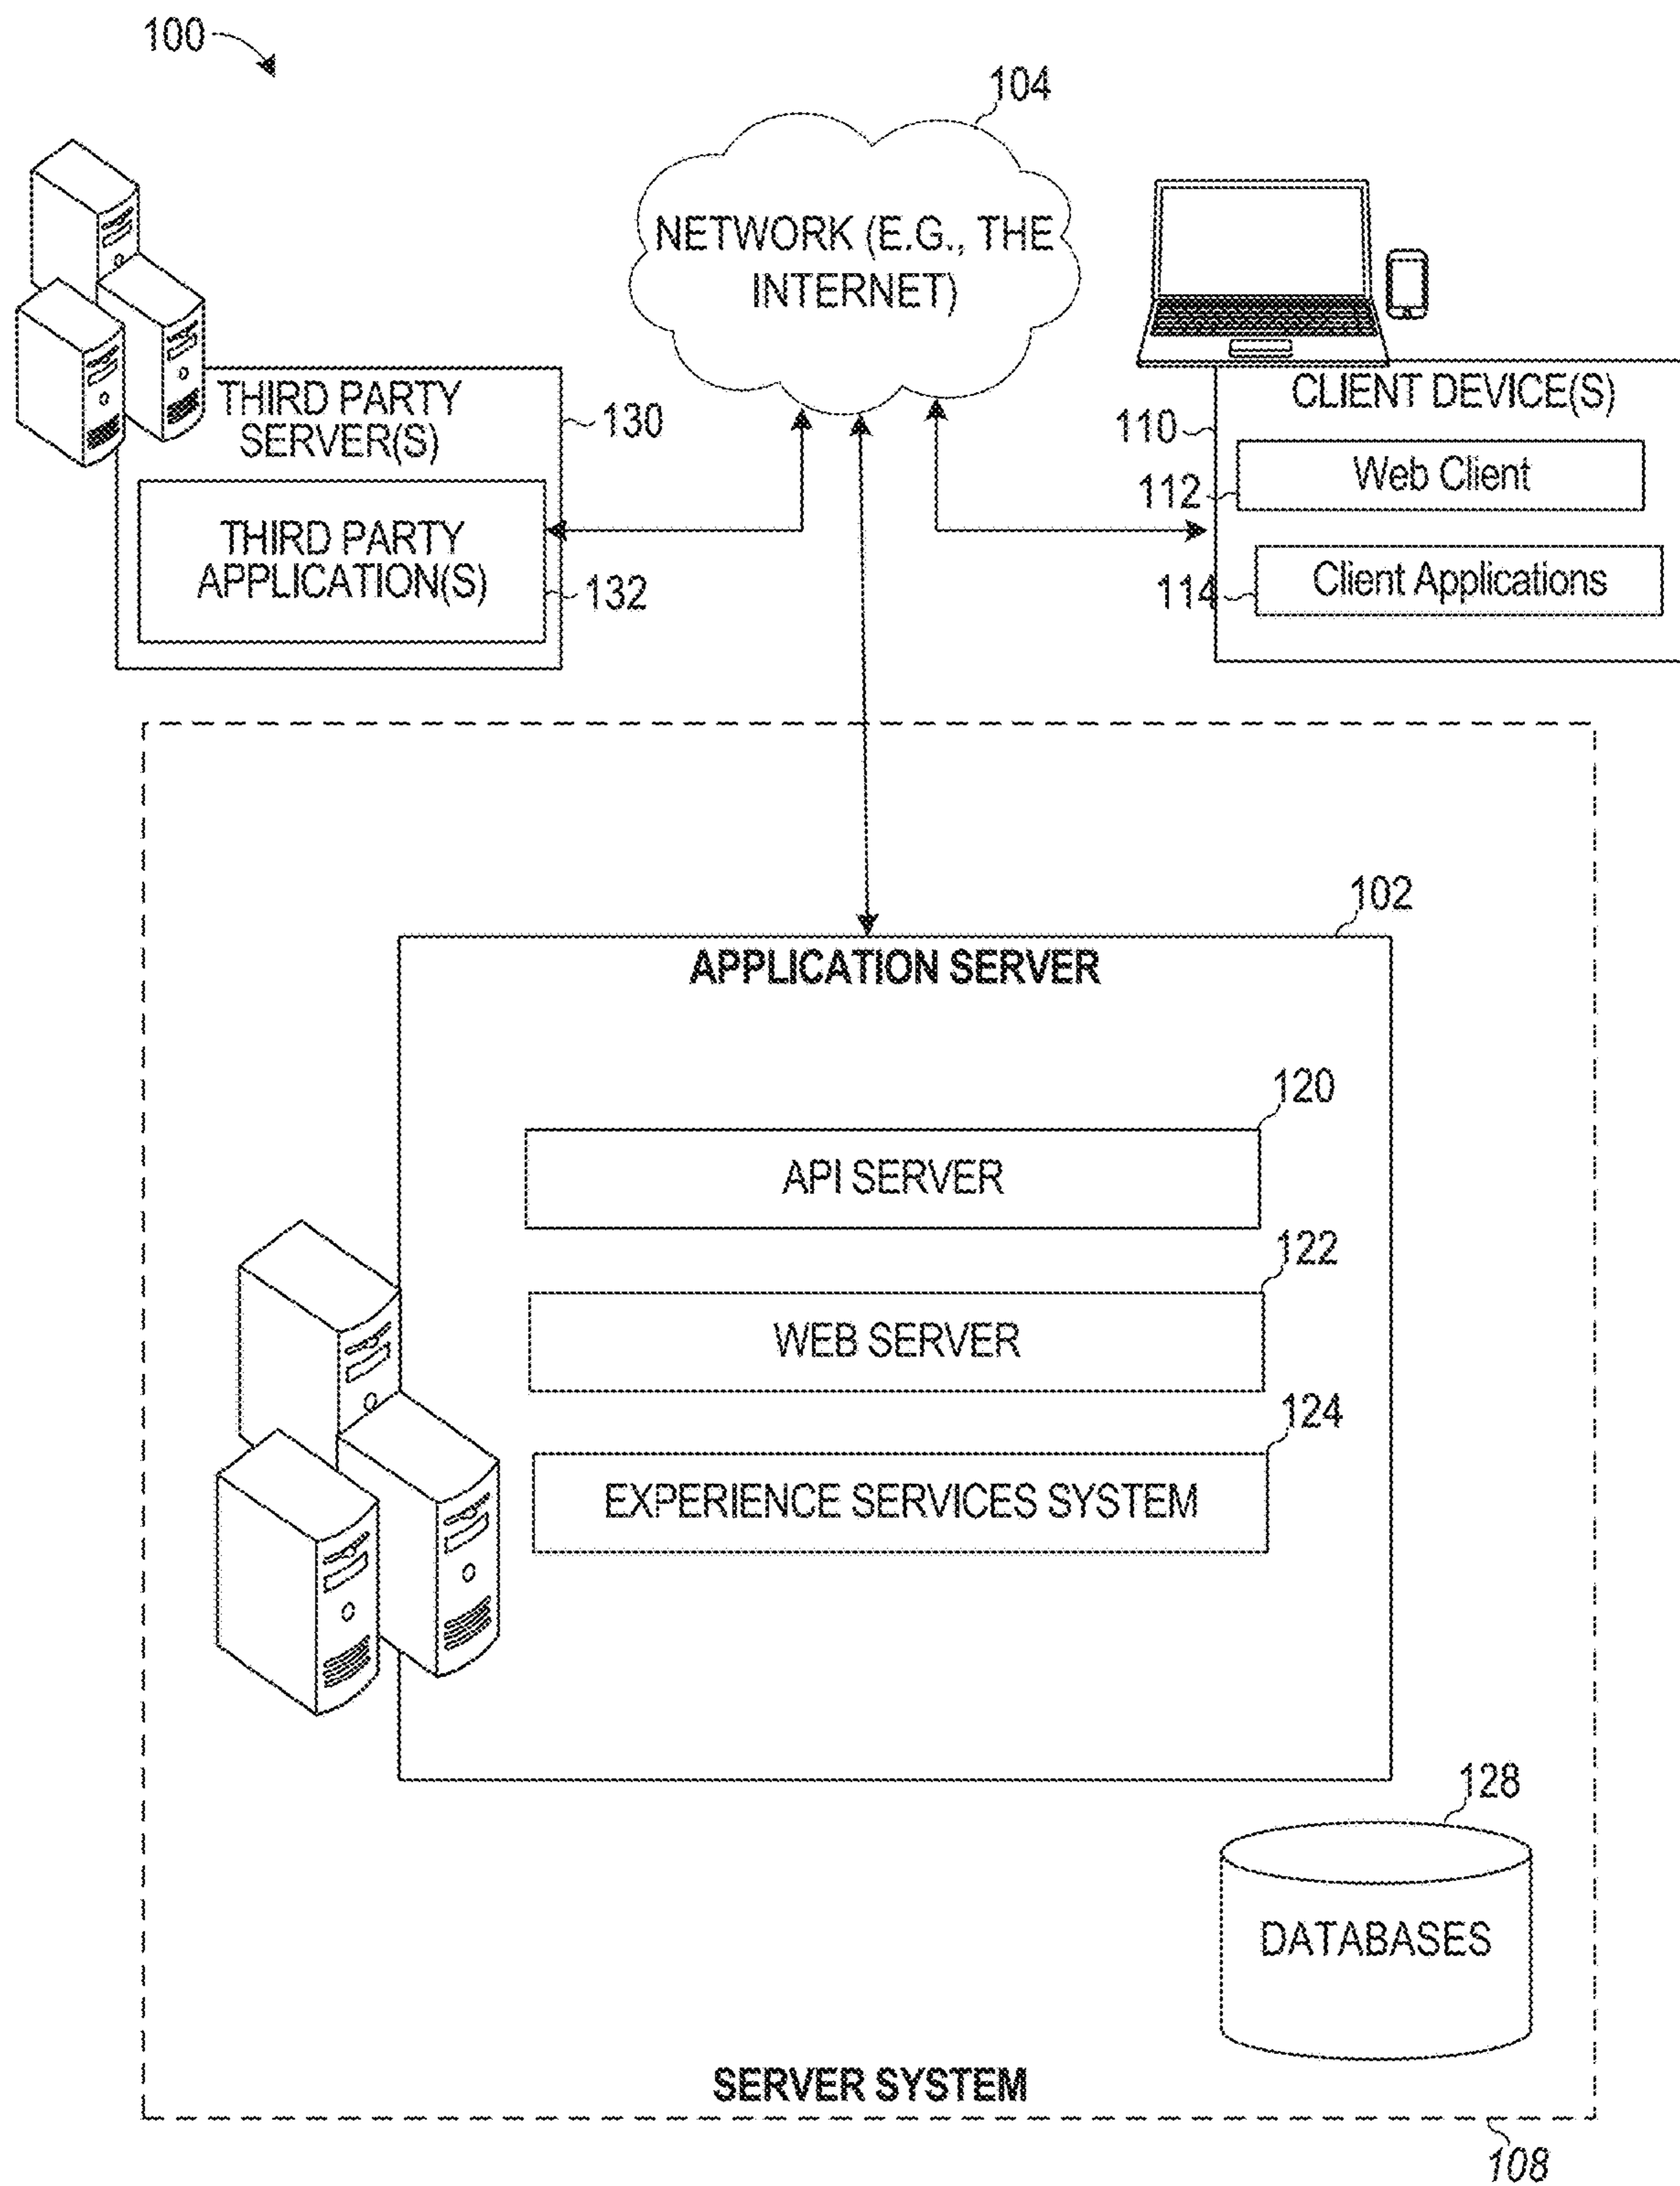 100
104
NETWORK (E.G., THE
INTERNET)
THIRD PARTY
SERVER(S)
130
THIRD PARTY
APPLICATION(S)
132
CLIENT DEVICE(S)
110
Web Client
112
Client Applications
114
102
APPLICATION SERVER
120
API SERVER
122
WEB SERVER
124
EXPERIENCE SERVICES SYSTEM
128
DATABASES
SERVER SYSTEM
108